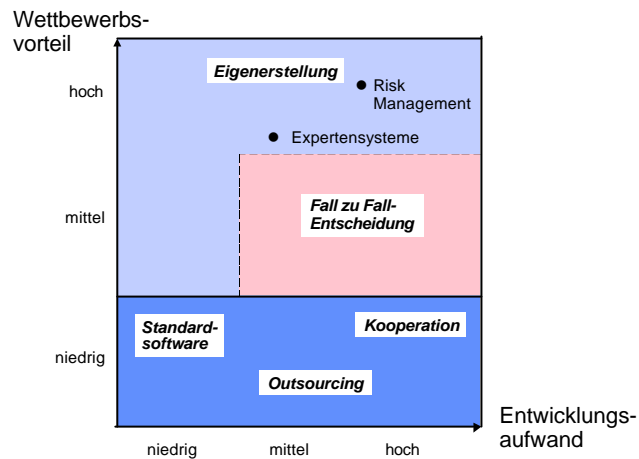 Wettbewerbs-
vorteil
Eigenerstellung
hoch
Risk
Management
Expertensysteme
mittel
Fall zu Fall-
Entscheidung
niedrig
Standard-
software
Kooperation
Outsourcing
Entwicklungs-
aufwand
niedrig
mittel
hoch